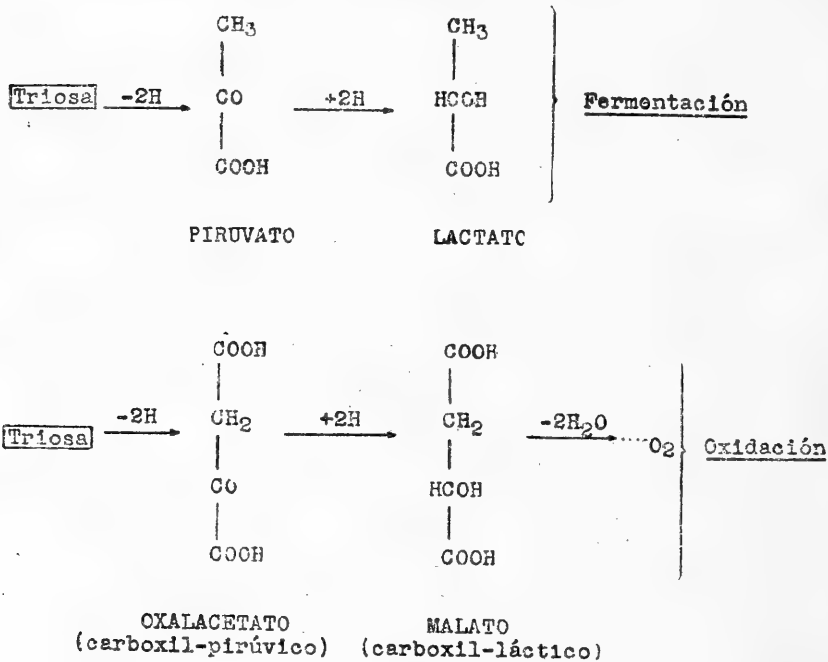 CH3
Triosa -2H CO +2H HCOH Fermentación
COOH COOH
PIRUVATO LACTATO
COOH COOH
Triosa -2H CH2 +2H CH2 -2H2O ....O2 Oxidación
CO HCOH
COOH COOH
OXALACETATO MALATO
(carboxil-pirúvico) (carboxil-láctico)